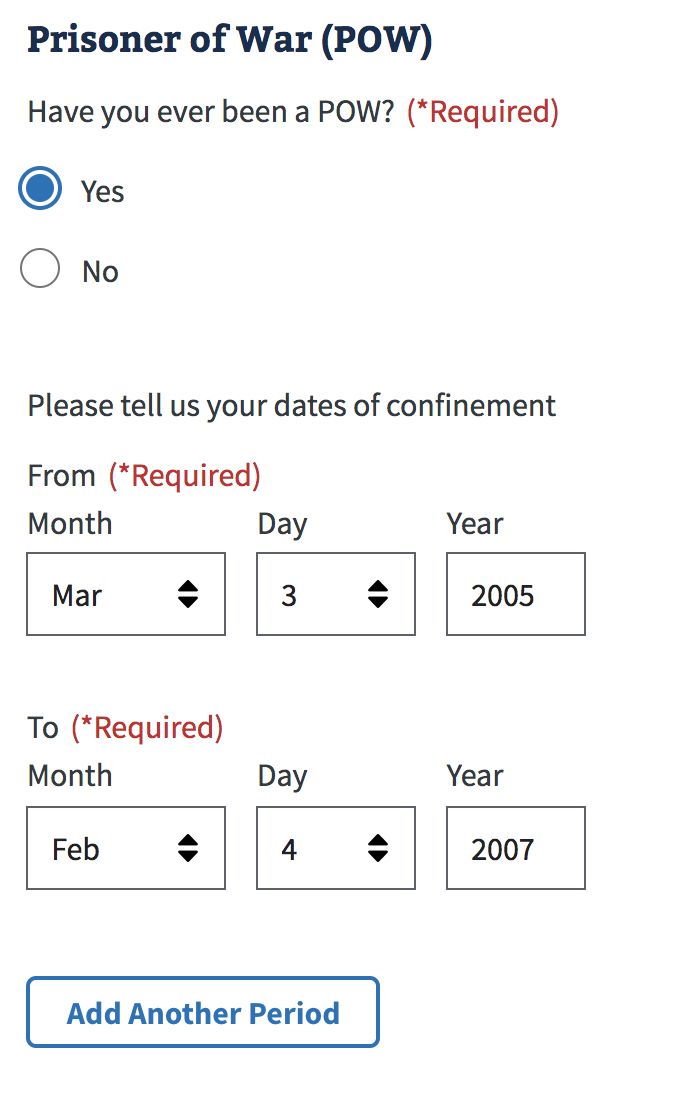 Prisoner of War (POW)
Have you ever been a POW? (*Required)
Yes
No
Please tell us your dates of confinement
From (*Required)
Month Day Year
Mar 3 2005
To (*Required)
Month Day Year
Feb 4 2007
Add Another Period